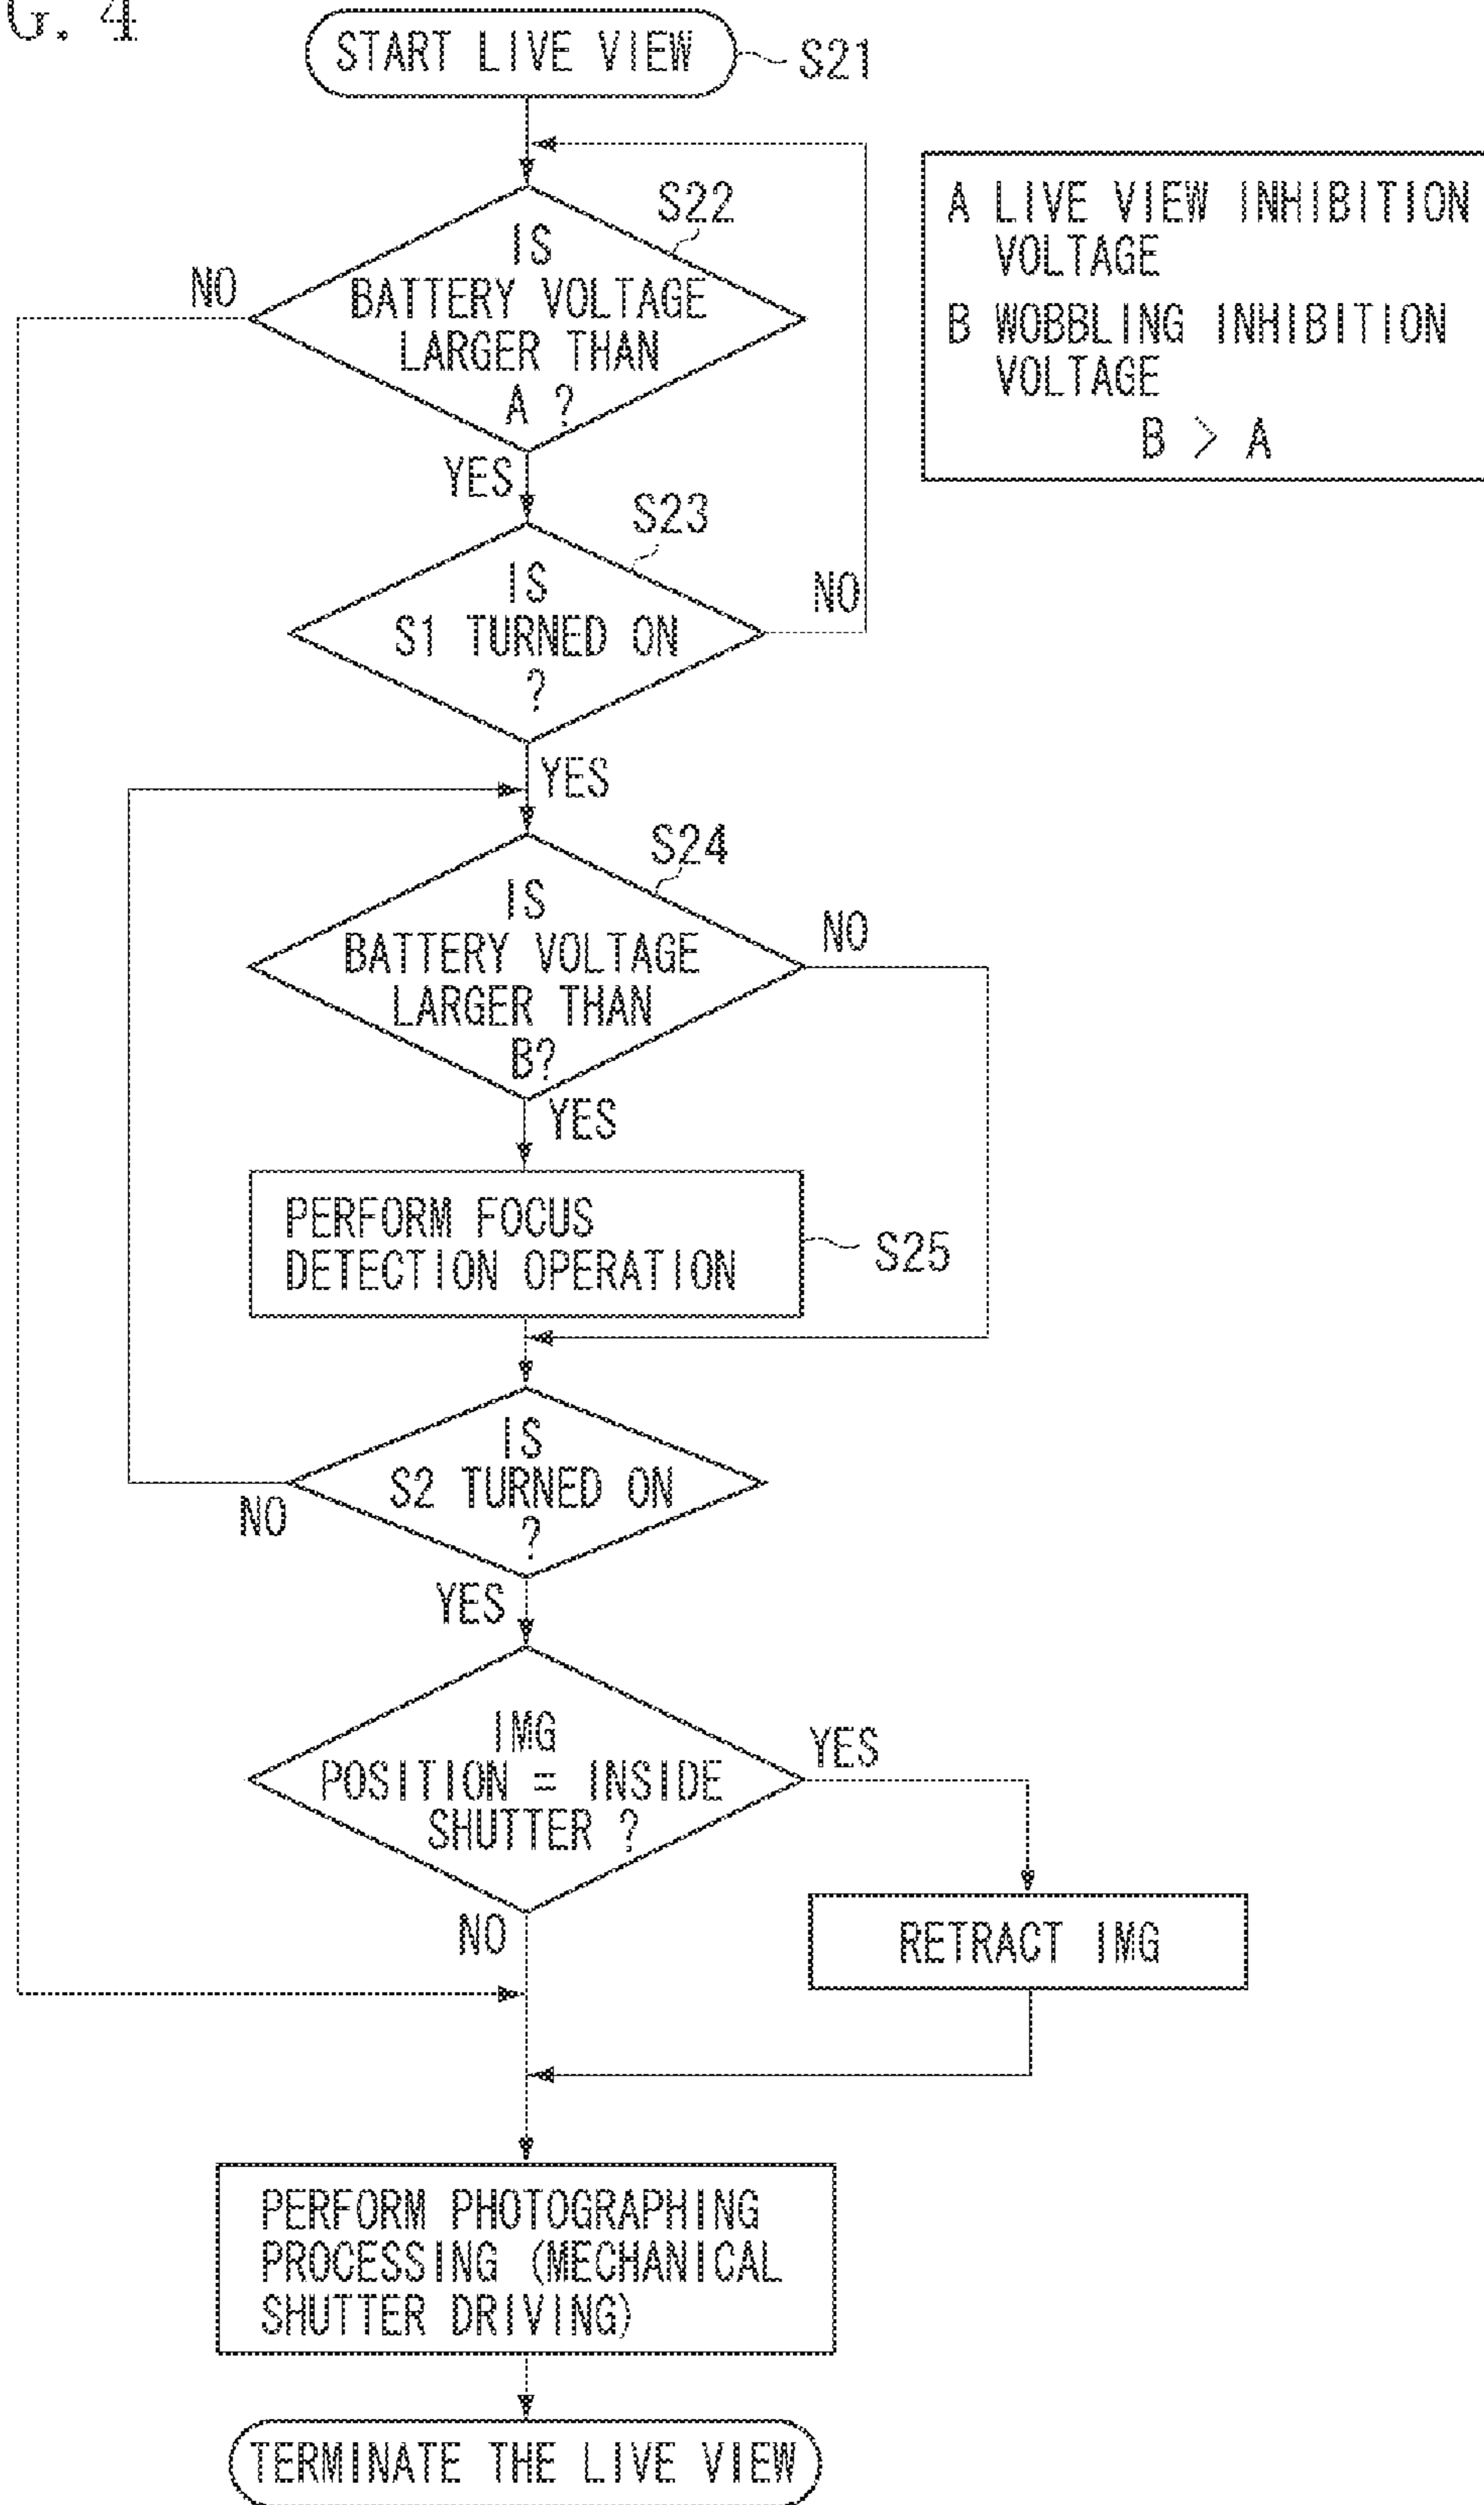 G. 4
START LIVE VIEW
S21
S22
IS
BATTERY VOLTAGE
LARGER THAN
A ?
NO
YES
A LIVE VIEW INHIBITION
VOLTAGE
B WOBBLING INHIBITION
VOLTAGE
B > A
S23
IS
S1 TURNED ON
?
NO
YES
S24
IS
BATTERY VOLTAGE
LARGER THAN
B?
NO
YES
PERFORM FOCUS
DETECTION OPERATION
S25
IS
S2 TURNED ON
?
NO
YES
IMG
POSITION = INSIDE
SHUTTER ?
YES
NO
RETRACT IMG
PERFORM PHOTOGRAPHING
PROCESSING (MECHANICAL
SHUTTER DRIVING)
TERMINATE THE LIVE VIEW